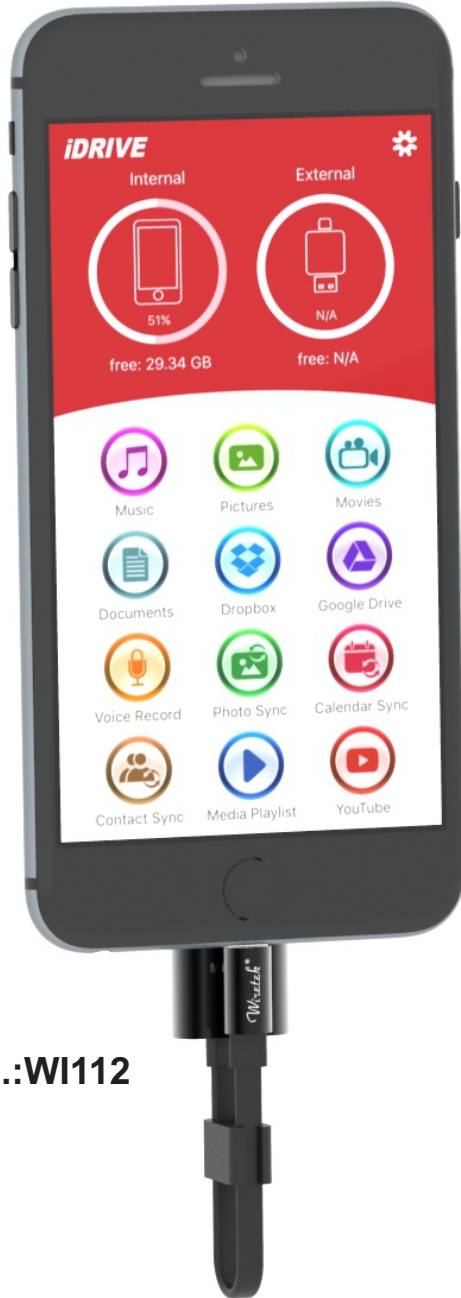 iDRIVE
Internal External
51% N/A
free: 29.34 GB free: N/A
Music Pictures Movies
Documents Dropbox Google Drive
Voice Record Photo Sync Calendar Sync
Contact Sync Media Playlist YouTube
Wiretek®
.:WI112